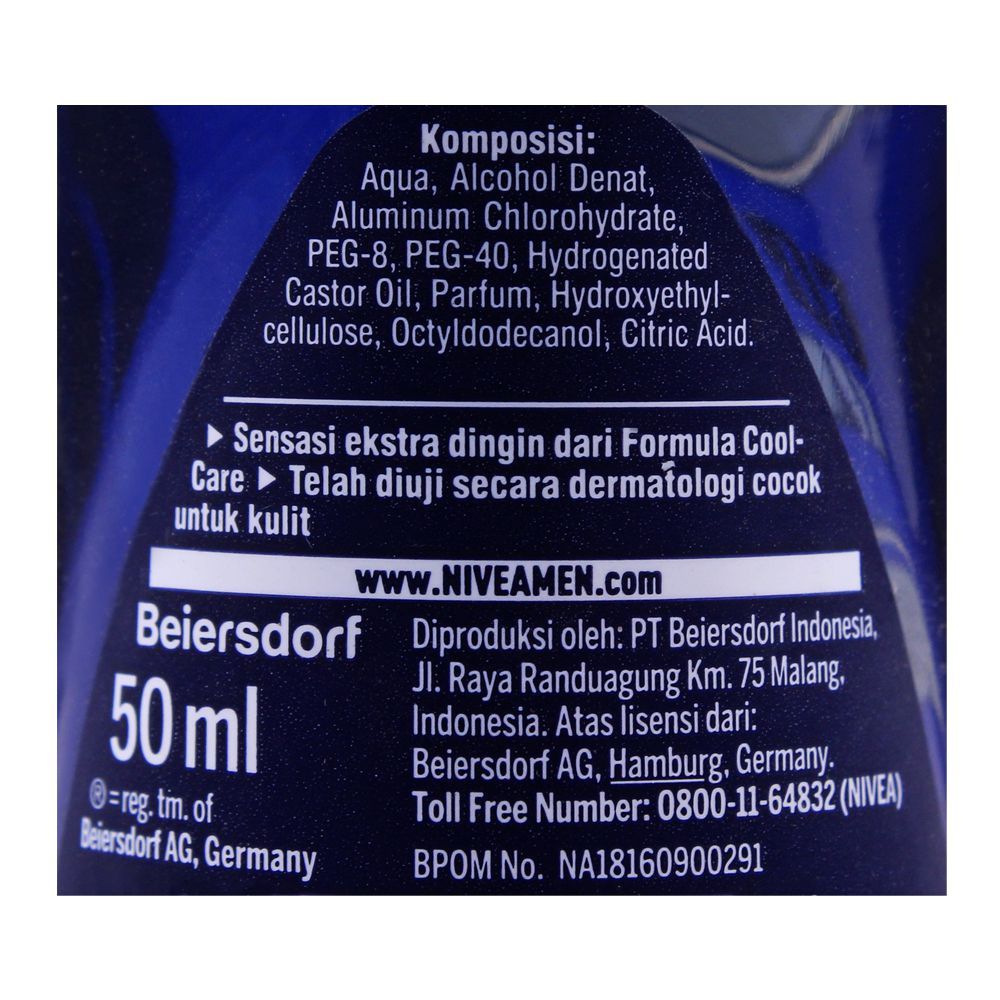 Komposisi:
Aqua, Alcohol Denat,
Aluminum Chlorohydrate,
PEG-8, PEG-40, Hydrogenated
Castor Oil, Parfum, Hydroxyethyl-
cellulose, Octyldodecanol, Citric Acid.
▶ Sensasi ekstra dingin dari Formula Cool-
Care ▶ Telah diuji secara dermatologi cocok
untuk kulit
www.NIVEAMEN.com
Beiersdorf
50 ml
® = reg. tm. of
Beiersdorf AG, Germany
Diproduksi oleh: PT Beiersdorf Indonesia,
Jl. Raya Randuagung Km. 75 Malang,
Indonesia. Atas lisensi dari:
Beiersdorf AG, Hamburg, Germany.
Toll Free Number: 0800-11-64832 (NIVEA)
BPOM No. NA18160900291